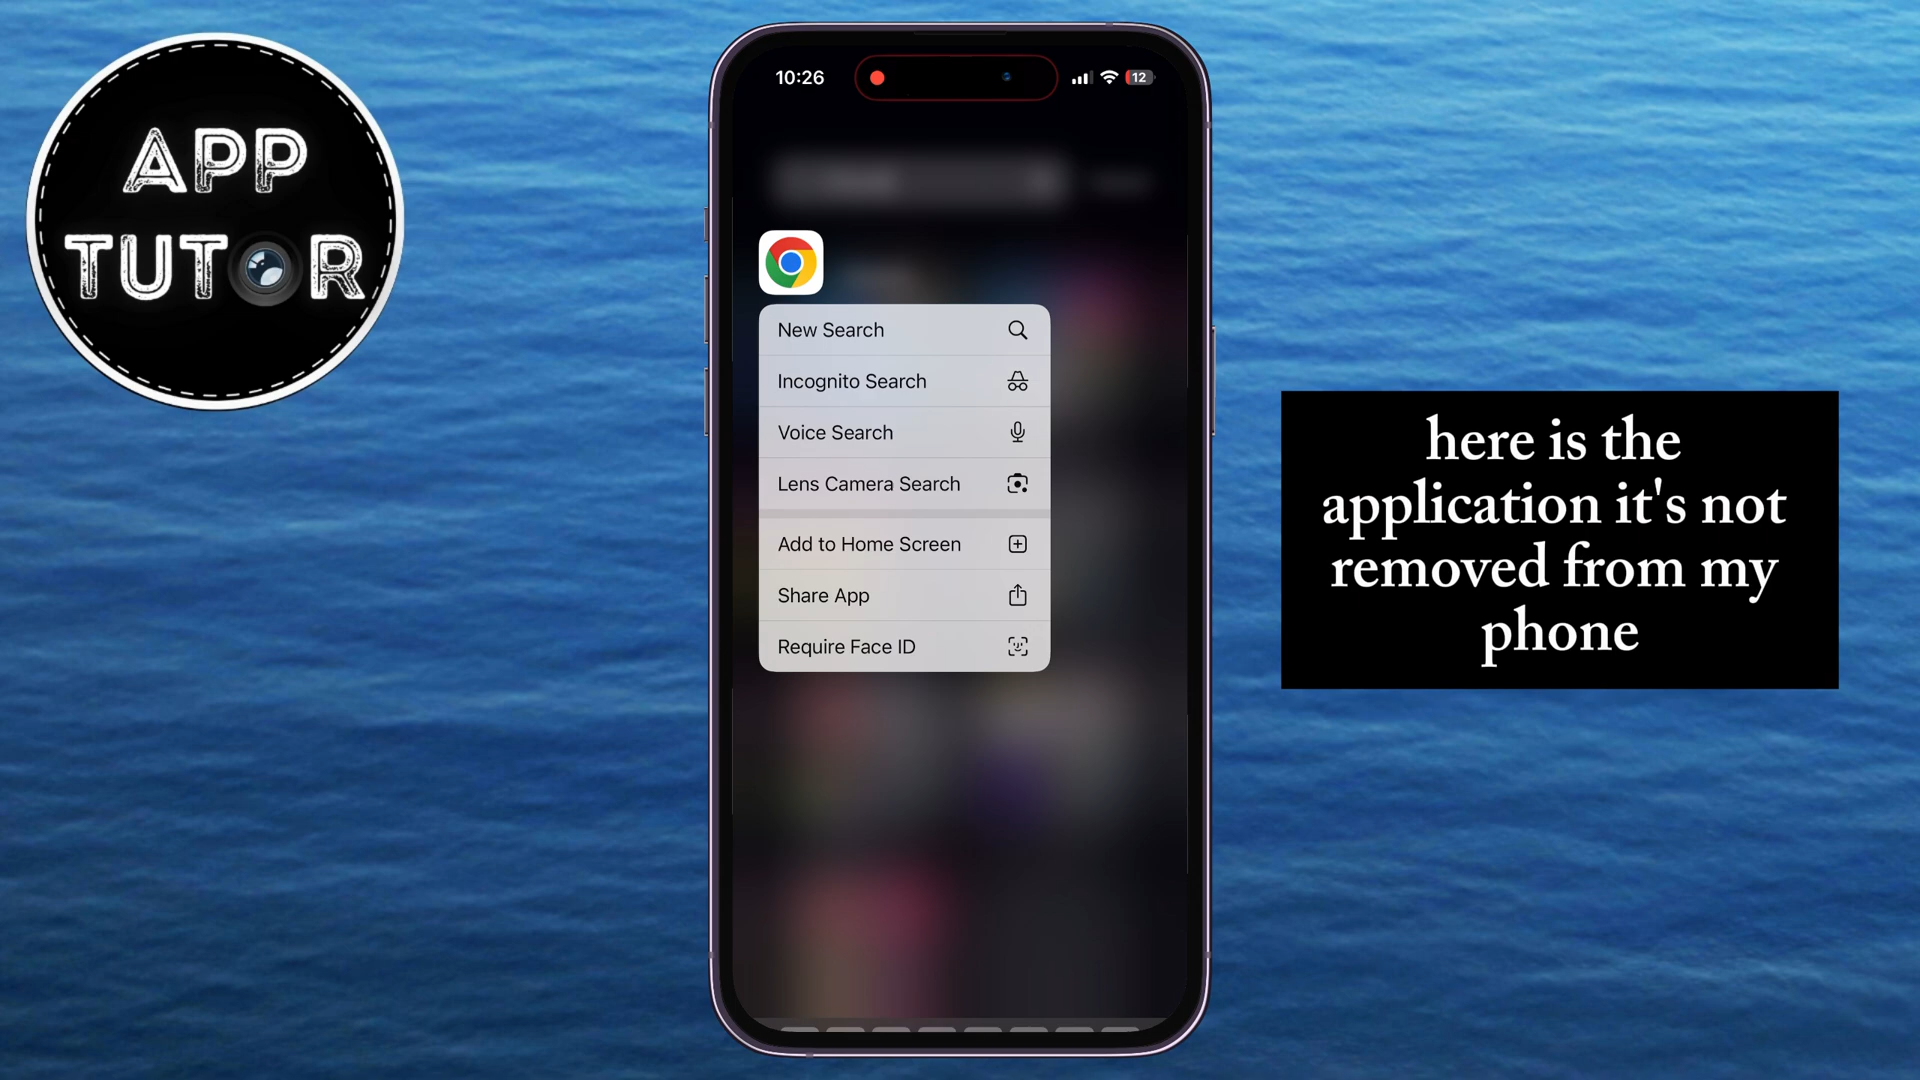 APP
TUTOR
10:26
12
New Search
Incognito Search
Voice Search
Lens Camera Search
Add to Home Screen
Share App
Require Face ID
here is the
application it's not
removed from my
phone